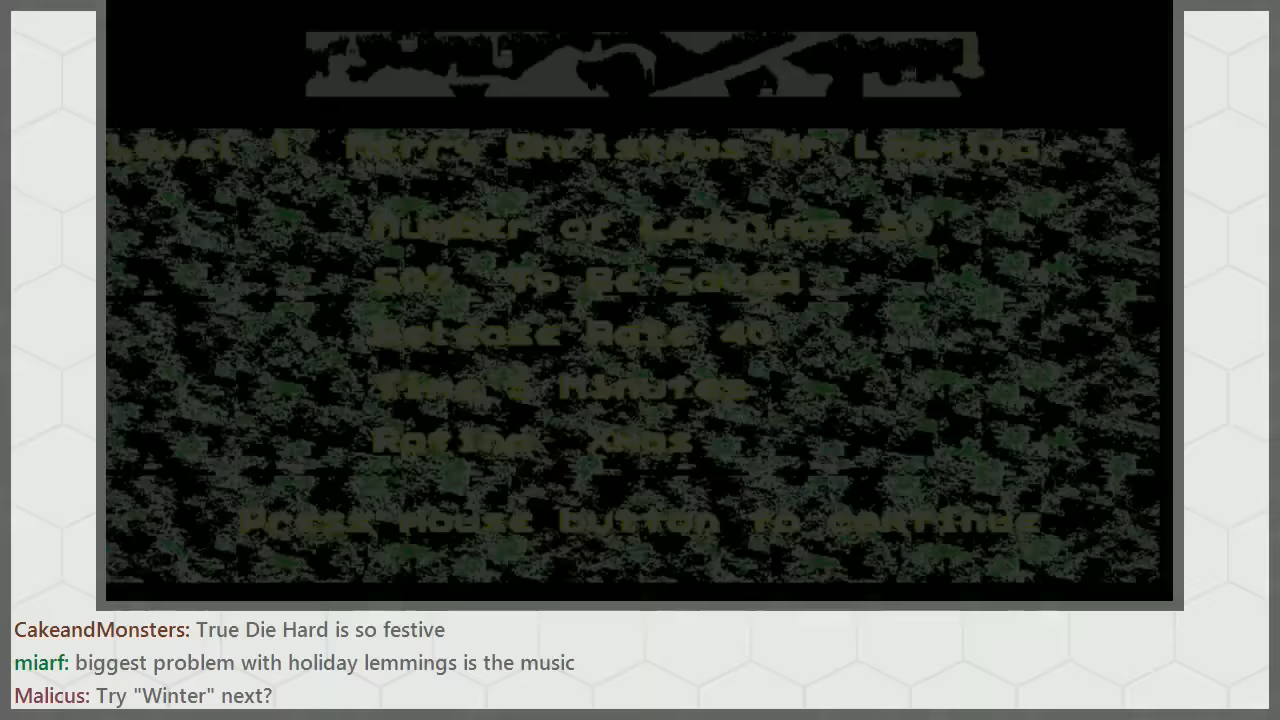 Level 1 Merry Christmas Mr Lemming
Number of Lemmings 80
50% To Be Saved
Release Rate 40
Time Minutes
Rating XMas
Press mouse button to continue
CakeandMonsters: True Die Hard is so festive
miarf: biggest problem with holiday lemmings is the music
Malicus: Try "Winter" next?